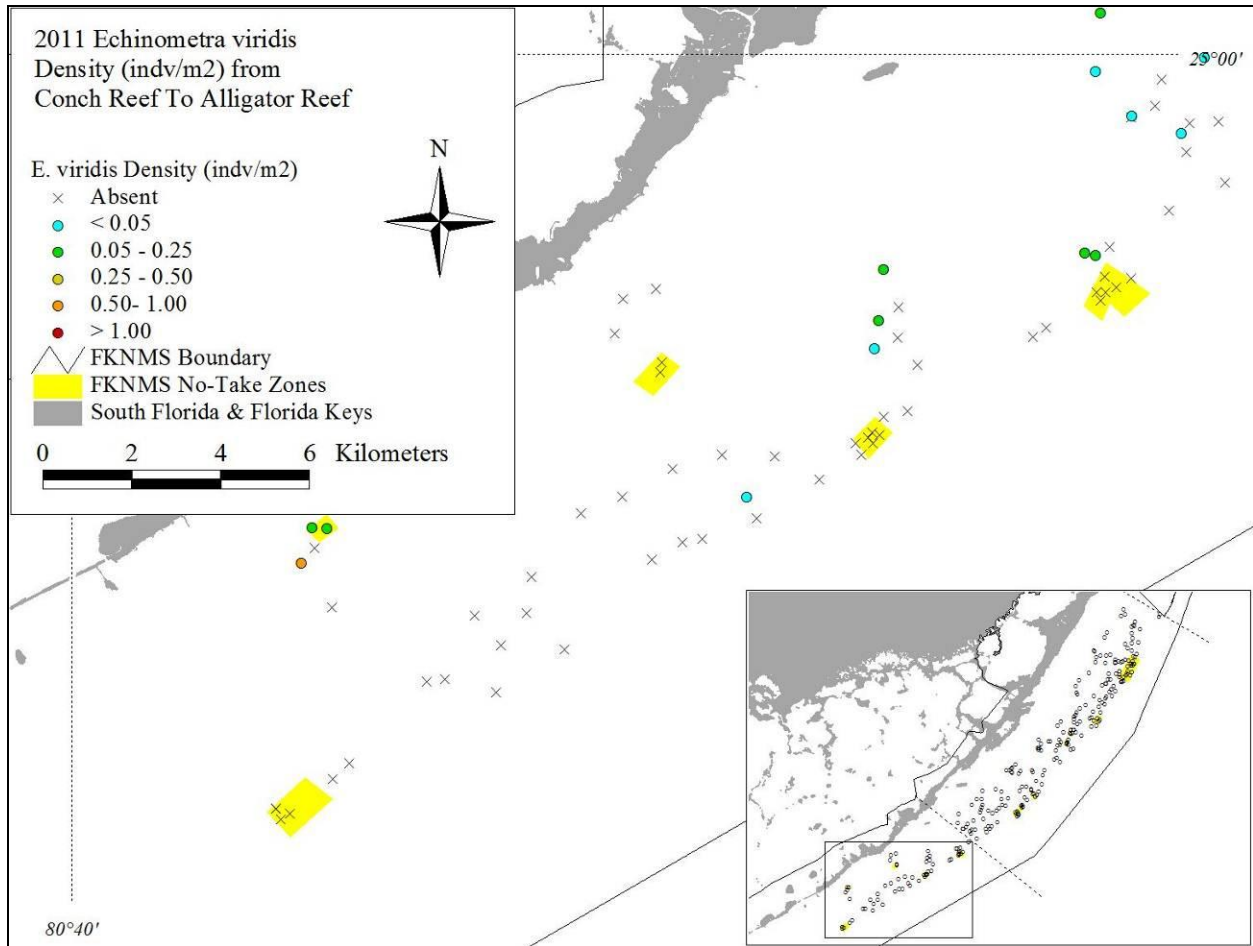 2011 Echinometra viridis
Density (indv/m2) from
Conch Reef To Alligator Reef
N
E. viridis Density (indv/m2)
Absent
< 0.05
0.05 - 0.25
0.25 - 0.50
0.50- 1.00
> 1.00
FKNMS Boundary
FKNMS No-Take Zones
South Florida & Florida Keys
0 2 4 6 Kilometers
25°00'
80°40'